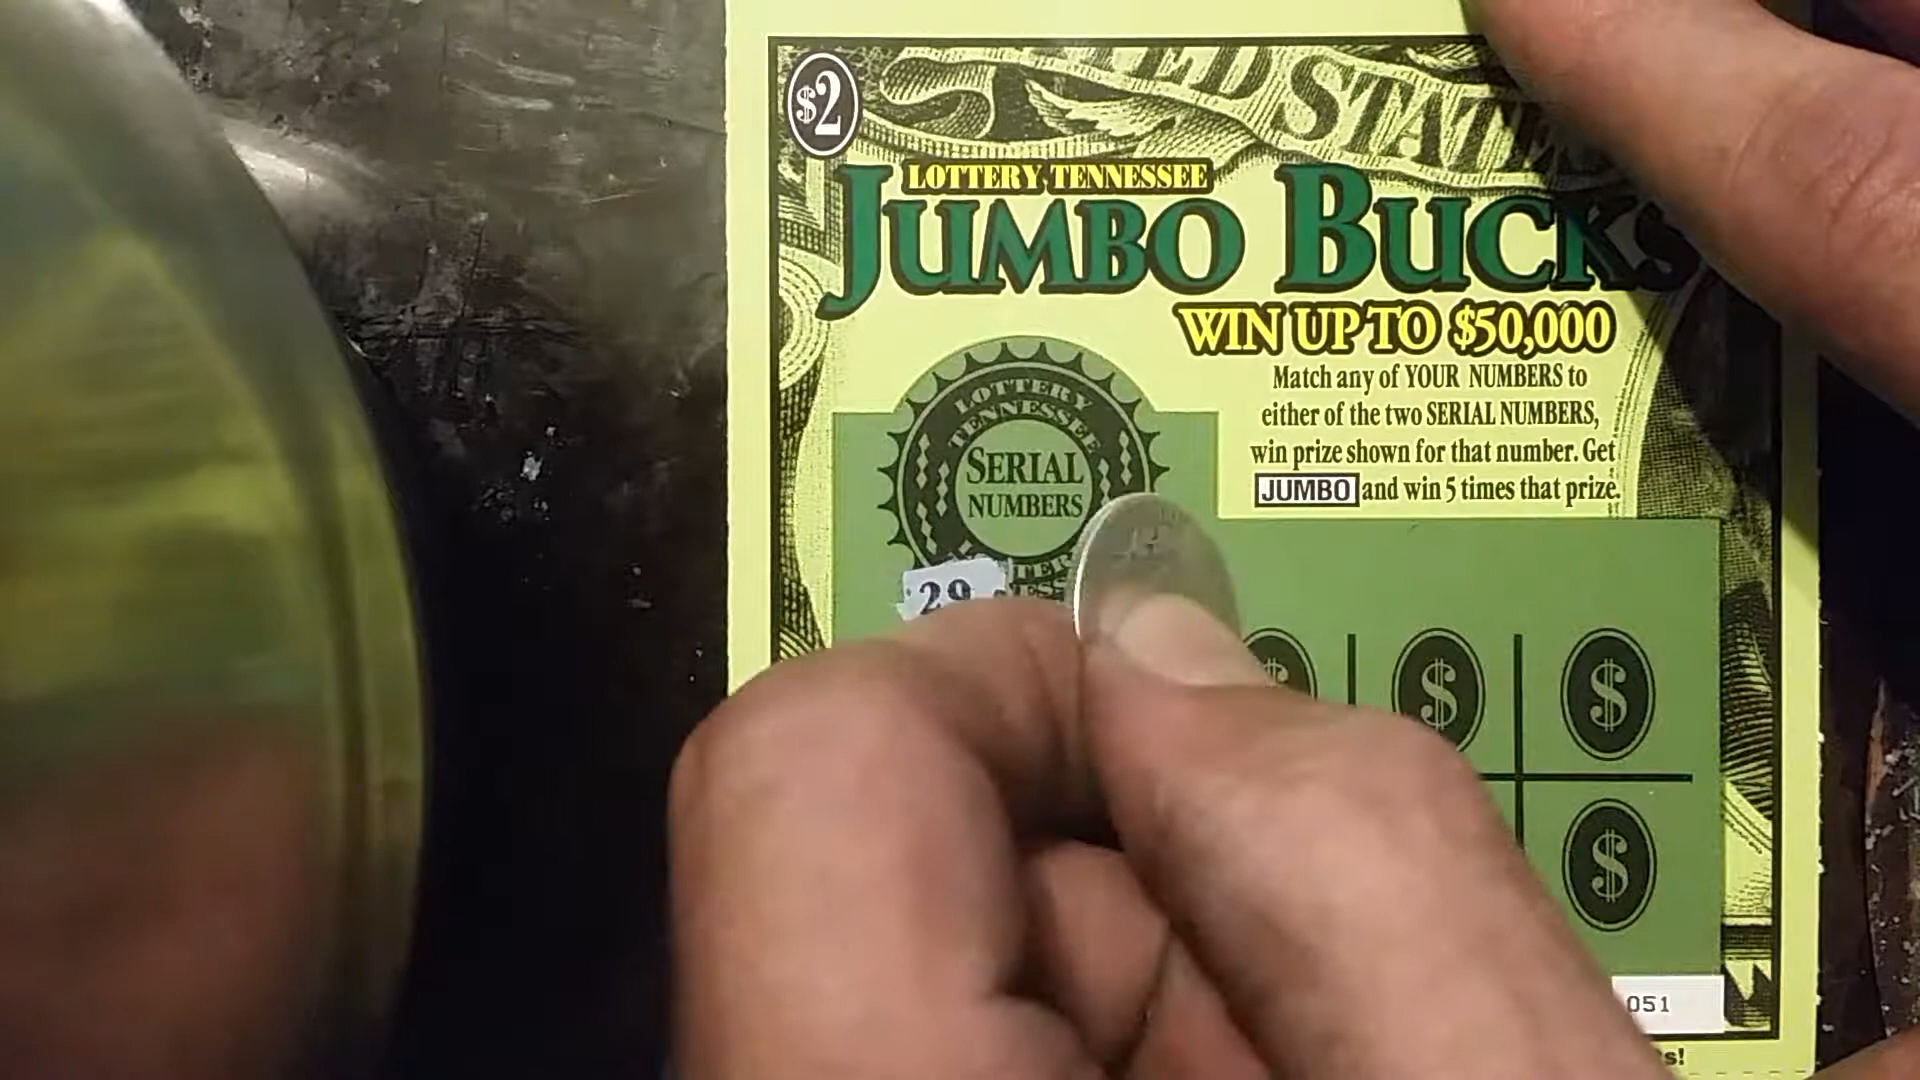 UNITED STATE
$2
LOTTERY TENNESSEE
JUMBO BUCKS
WIN UP TO $50,000
Match any of YOUR NUMBERS to
either of the two SERIAL NUMBERS,
win prize shown for that number. Get
JUMBO and win 5 times that prize.
LOTTERY
TENNESSEE
SERIAL
NUMBERS
29
$
$
$
$
051